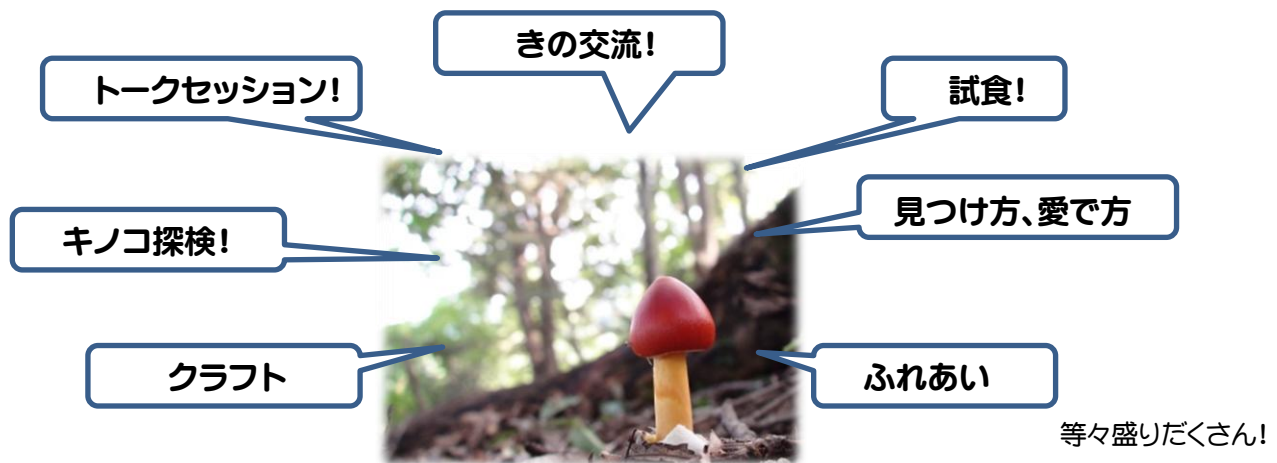 きの交流!
トークセッション!
試食!
見つけ方、愛で方
キノコ探検!
クラフト
ふれあい
等々盛りだくさん!